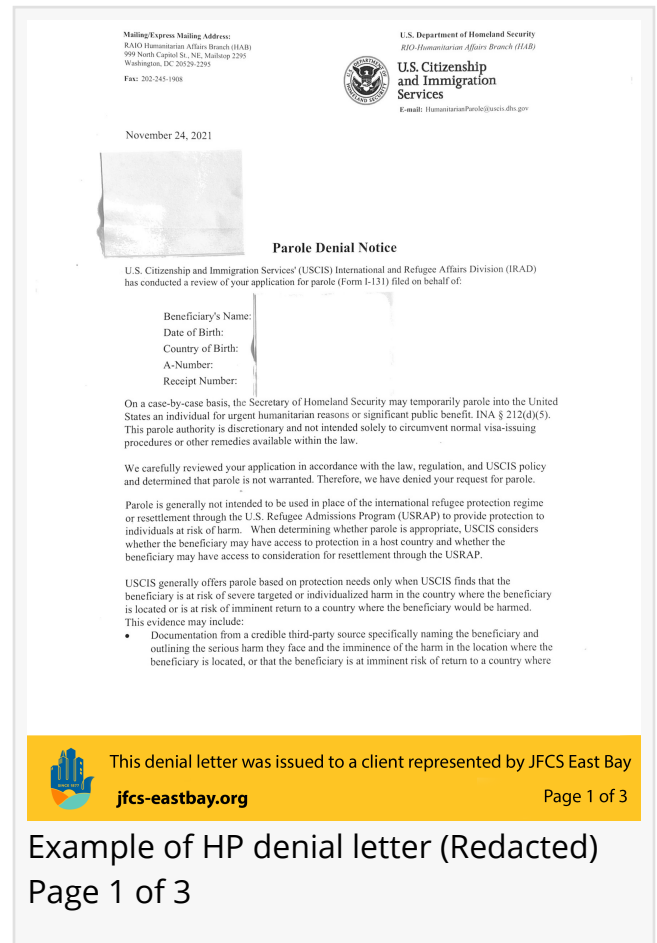 Mailing/Express Mailing Address:
RAIO Humanitarian Affairs Branch (HAB)
999 North Capitol St., NE, Mailstop 2295
Washington, DC 20529-2295
Fax: 202-245-1908
U.S. Department of Homeland Security
RIO-Humanitarian Affairs Branch (HAB)
U.S. Citizenship
and Immigration
Services
E-mail: HumanitarianParole@uscis.dhs.gov
November 24, 2021
Parole Denial Notice
U.S. Citizenship and Immigration Services' (USCIS) International and Refugee Affairs Division (IRAD)
has conducted a review of your application for parole (Form I-131) filed on behalf of:
Beneficiary's Name:
Date of Birth:
Country of Birth:
A-Number:
Receipt Number:
On a case-by-case basis, the Secretary of Homeland Security may temporarily parole into the United
States an individual for urgent humanitarian reasons or significant public benefit. INA § 212(d)(5).
This parole authority is discretionary and not intended solely to circumvent normal visa-issuing
procedures or other remedies available within the law.
We carefully reviewed your application in accordance with the law, regulation, and USCIS policy
and determined that parole is not warranted. Therefore, we have denied your request for parole.
Parole is generally not intended to be used in place of the international refugee protection regime
or resettlement through the U.S. Refugee Admissions Program (USRAP) to provide protection to
individuals at risk of harm. When determining whether parole is appropriate, USCIS considers
whether the beneficiary may have access to protection in a host country and whether the
beneficiary may have access to consideration for resettlement through the USRAP.
USCIS generally offers parole based on protection needs only when USCIS finds that the
beneficiary is at risk of severe targeted or individualized harm in the country where the beneficiary
is located or is at risk of imminent return to a country where the beneficiary would be harmed.
This evidence may include:
• Documentation from a credible third-party source specifically naming the beneficiary and
outlining the serious harm they face and the imminence of the harm in the location where the
beneficiary is located, or that the beneficiary is at imminent risk of return to a country where
SINCE 1877
This denial letter was issued to a client represented by JFCS East Bay
jfcs-eastbay.org
Page 1 of 3
Example of HP denial letter (Redacted)
Page 1 of 3